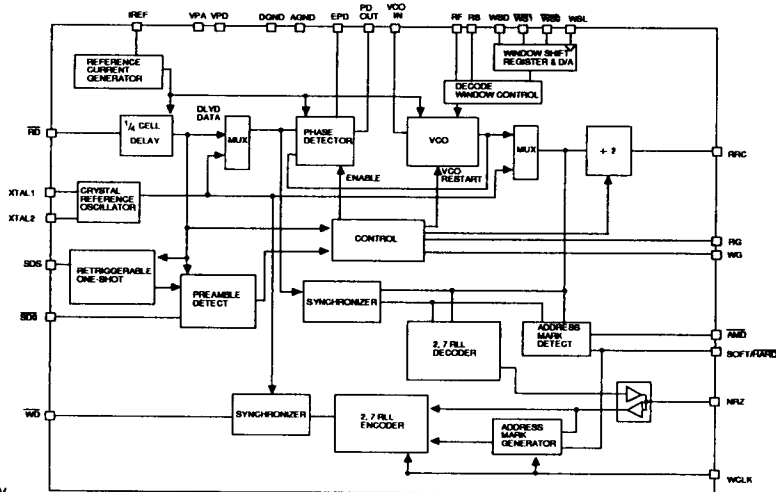 IREF VPA VPD DGND AGND EPD PD OUT VCO IN RF RS WSD WS1 WS0 WSL
REFERENCE
CURRENT
GENERATOR
WINDOW SHIFT
REGISTER & D/A
DECODE
WINDOW CONTROL
RD
1/4 CELL
DELAY
DLYD
DATA
MUX
PHASE
DETECTOR
VCO
MUX
÷ 2
RRC
ENABLE
VCO
RESTART
XTAL1
XTAL2
CRYSTAL
REFERENCE
OSCILLATOR
CONTROL
RG
WG
SDS
RETRIGGERABLE
ONE-SHOT
PREAMBLE
DETECT
SYNCHRONIZER
2, 7 RLL
DECODER
ADDRESS
MARK
DETECT
AMD
SOFT/HARD
NRZ
WD
SYNCHRONIZER
2, 7 RLL
ENCODER
ADDRESS
MARK
GENERATOR
WCLK